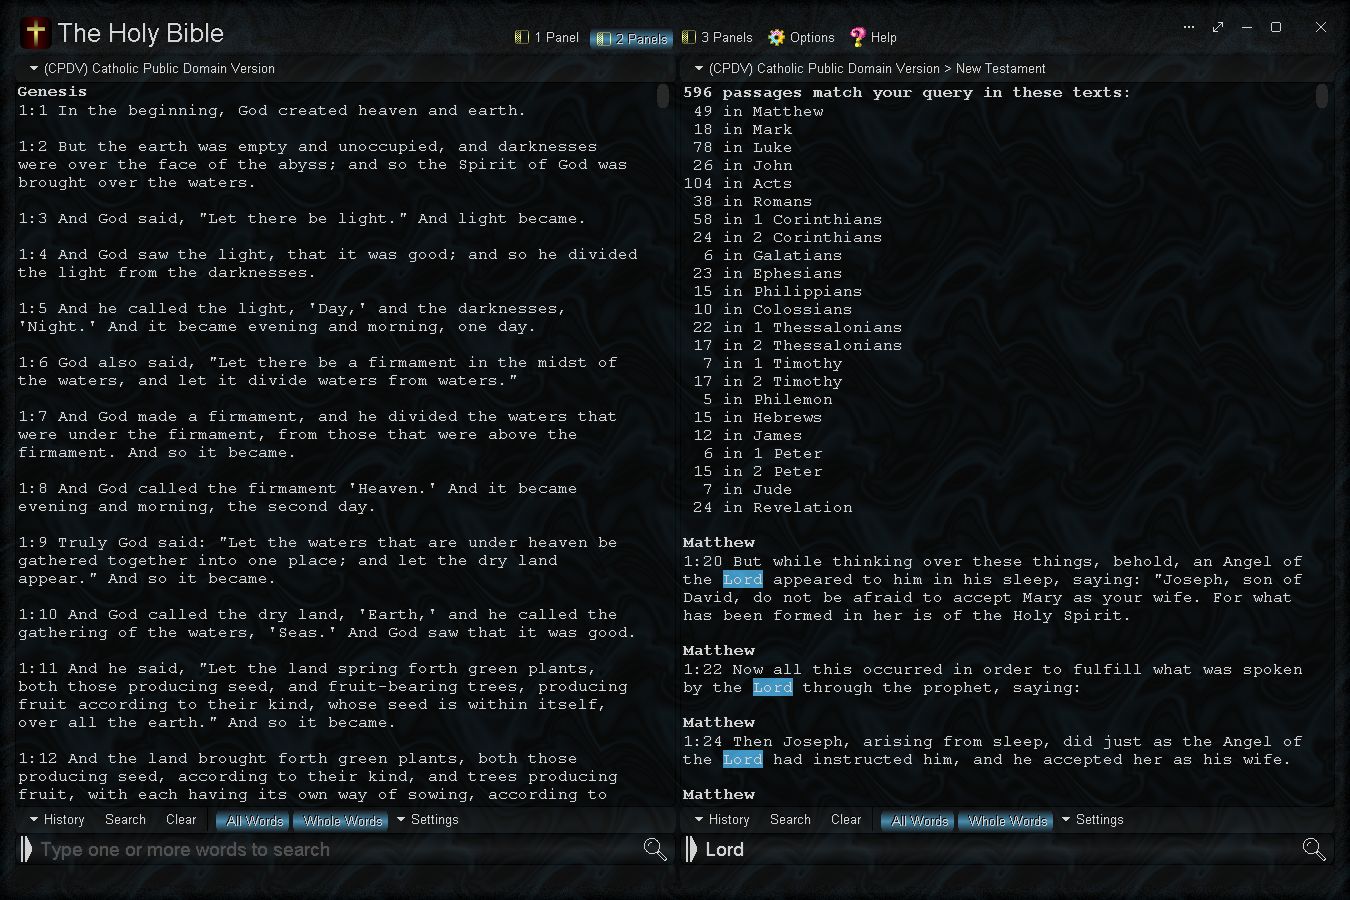 The Holy Bible
1 Panel
2 Panels
3 Panels
Options
Help
(CPDV) Catholic Public Domain Version
Genesis
1:1 In the beginning, God created heaven and earth.
1:2 But the earth was empty and unoccupied, and darknesses
were over the face of the abyss; and so the Spirit of God was
brought over the waters.
1:3 And God said, "Let there be light." And light became.
1:4 And God saw the light, that it was good; and so he divided
the light from the darknesses.
1:5 And he called the light, 'Day,' and the darknesses,
'Night.' And it became evening and morning, one day.
1:6 God also said, "Let there be a firmament in the midst of
the waters, and let it divide waters from waters."
1:7 And God made a firmament, and he divided the waters that
were under the firmament, from those that were above the
firmament. And so it became.
1:8 And God called the firmament 'Heaven.' And it became
evening and morning, the second day.
1:9 Truly God said: "Let the waters that are under heaven be
gathered together into one place; and let the dry land
appear." And so it became.
1:10 And God called the dry land, 'Earth,' and he called the
gathering of the waters, 'Seas.' And God saw that it was good.
1:11 And he said, "Let the land spring forth green plants,
both those producing seed, and fruit-bearing trees, producing
fruit according to their kind, whose seed is within itself,
over all the earth." And so it became.
1:12 And the land brought forth green plants, both those
producing seed, according to their kind, and trees producing
fruit, with each having its own way of sowing, according to
History
Search
Clear
All Words
Whole Words
Settings
Type one or more words to search
(CPDV) Catholic Public Domain Version > New Testament
596 passages match your query in these texts:
49 in Matthew
18 in Mark
78 in Luke
26 in John
104 in Acts
38 in Romans
58 in 1 Corinthians
24 in 2 Corinthians
6 in Galatians
23 in Ephesians
15 in Philippians
10 in Colossians
22 in 1 Thessalonians
17 in 2 Thessalonians
7 in 1 Timothy
17 in 2 Timothy
5 in Philemon
15 in Hebrews
12 in James
6 in 1 Peter
15 in 2 Peter
7 in Jude
24 in Revelation
Matthew
1:20 But while thinking over these things, behold, an Angel of
the Lord appeared to him in his sleep, saying: "Joseph, son of
David, do not be afraid to accept Mary as your wife. For what
has been formed in her is of the Holy Spirit.
Matthew
1:22 Now all this occurred in order to fulfill what was spoken
by the Lord through the prophet, saying:
Matthew
1:24 Then Joseph, arising from sleep, did just as the Angel of
the Lord had instructed him, and he accepted her as his wife.
Matthew
History
Search
Clear
All Words
Whole Words
Settings
Lord